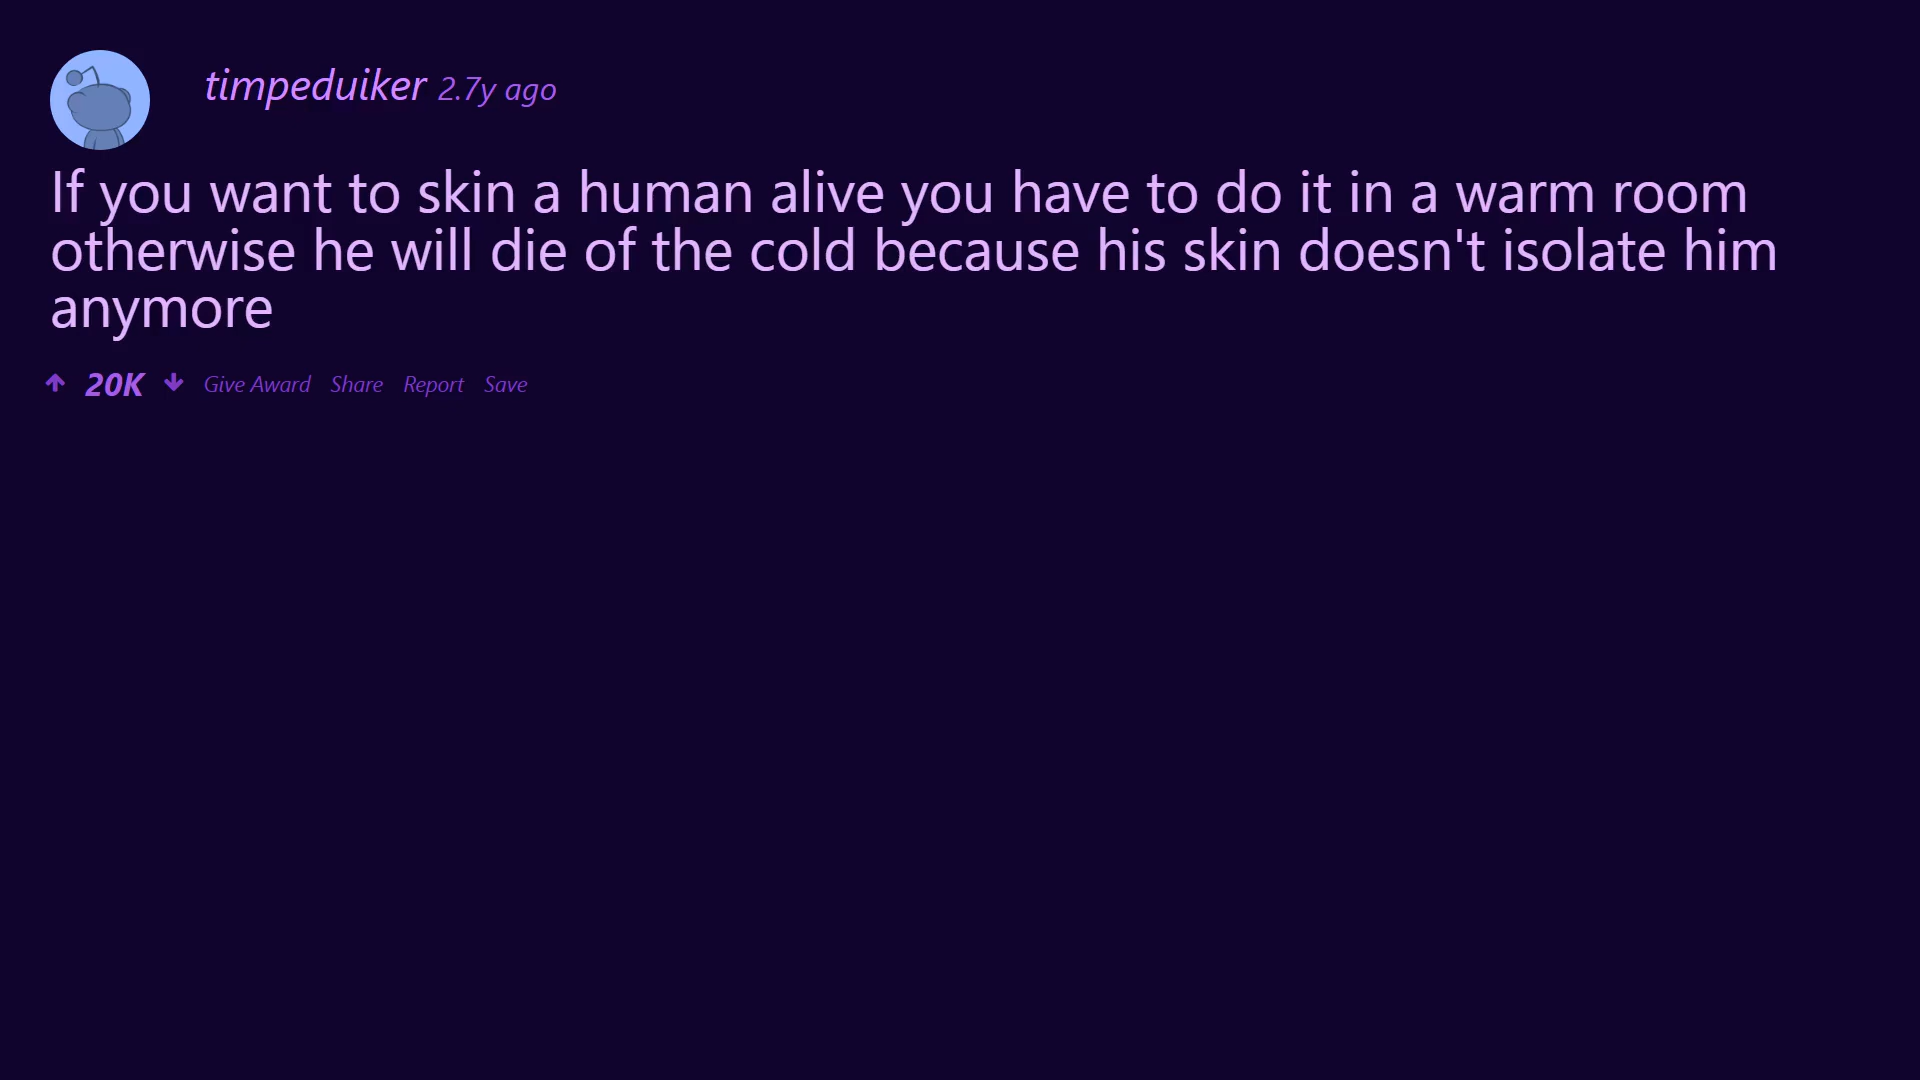 timpeduiker 2.7y ago
If you want to skin a human alive you have to do it in a warm room
otherwise he will die of the cold because his skin doesn't isolate him
anymore
20K Give Award Share Report Save